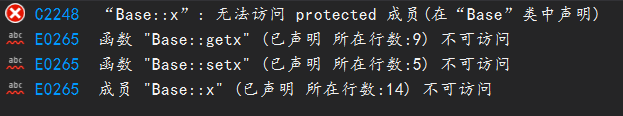 C2248 “Base::x”: 无法访问 protected 成员(在“Base”类中声明)
abc E0265 函数 "Base::getx" (已声明 所在行数:9) 不可访问
abc E0265 函数 "Base::setx" (已声明 所在行数:5) 不可访问
abc E0265 成员 "Base::x" (已声明 所在行数:14) 不可访问